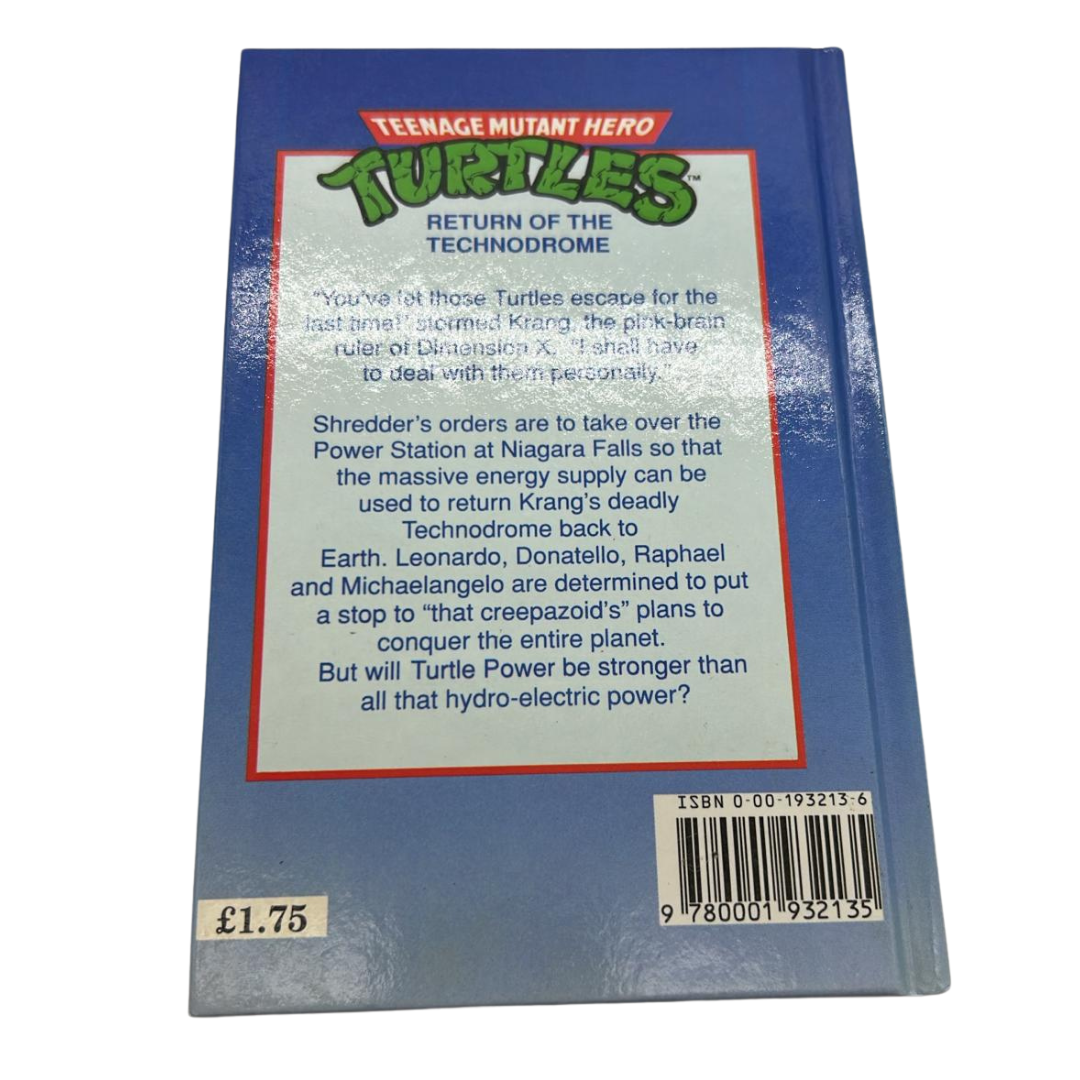 TEENAGE MUTANT HERO
TURTLES™
RETURN OF THE
TECHNODROME
"You've let those Turtles escape for the
last time!" stormed Krang, the pink-brain
ruler of Dimension X. "I shall have
to deal with them personally."
Shredder's orders are to take over the
Power Station at Niagara Falls so that
the massive energy supply can be
used to return Krang's deadly
Technodrome back to
Earth. Leonardo, Donatello, Raphael
and Michaelangelo are determined to put
a stop to “that creepazoid's” plans to
conquer the entire planet.
But will Turtle Power be stronger than
all that hydro-electric power?
ISBN 0-00-193213-6
9 780001 932135
£1.75